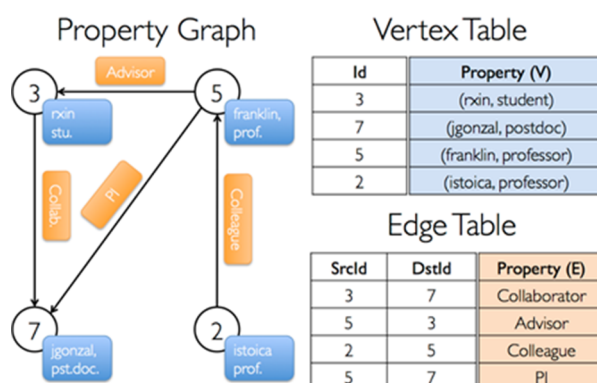 Property Graph
Advisor
3
5
rxin
stu.
franklin,
prof.
Collab.
PI
Colleague
7
2
jgonzal,
pst.doc.
istoica
prof.
Vertex Table
Id Property (V)
3 (rxin, student)
7 (jgonzal, postdoc)
5 (franklin, professor)
2 (istoica, professor)
Edge Table
SrcId DstId Property (E)
3 7 Collaborator
5 3 Advisor
2 5 Colleague
5 7 PI